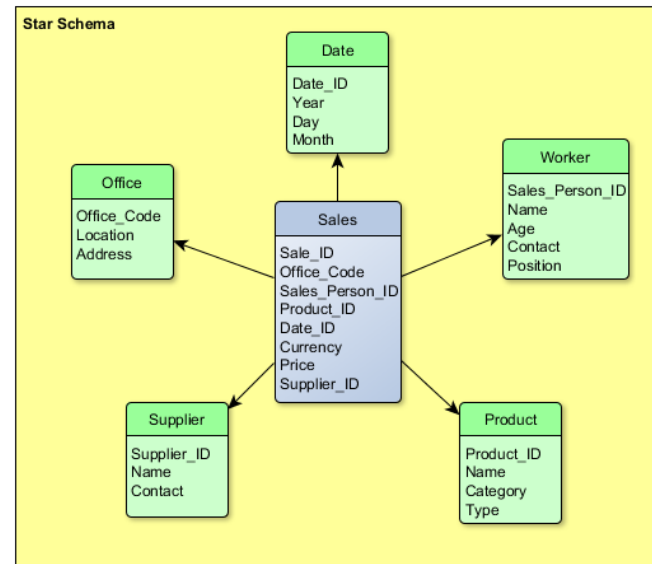 Star Schema
Date
Date_ID
Year
Day
Month
Office
Office_Code
Location
Address
Sales
Sale_ID
Office_Code
Sales_Person_ID
Product_ID
Date_ID
Currency
Price
Supplier_ID
Worker
Sales_Person_ID
Name
Age
Contact
Position
Supplier
Supplier_ID
Name
Contact
Product
Product_ID
Name
Category
Type